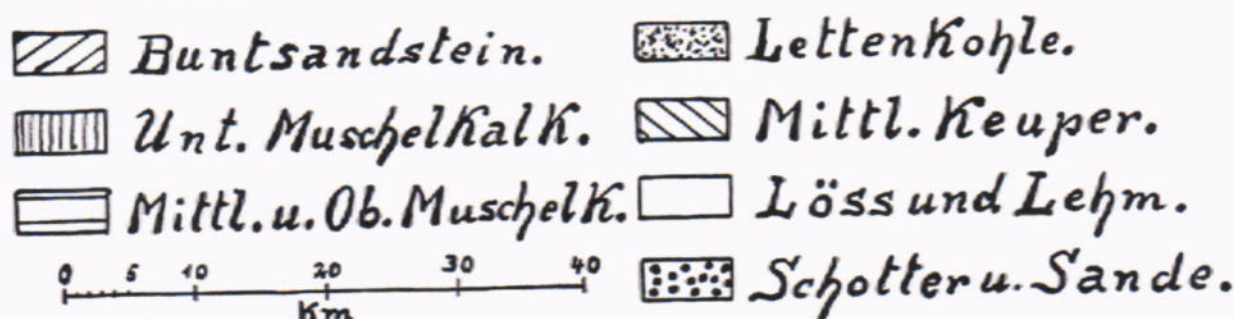 Buntsandstein.
Unt. Muschelkalk.
Mittl. u. Ob. Muschelk.
0 5 10 20 30 40
Km
Lettenkohle.
Mittl. Keuper.
Löss und Lehm.
Schotter u. Sande.